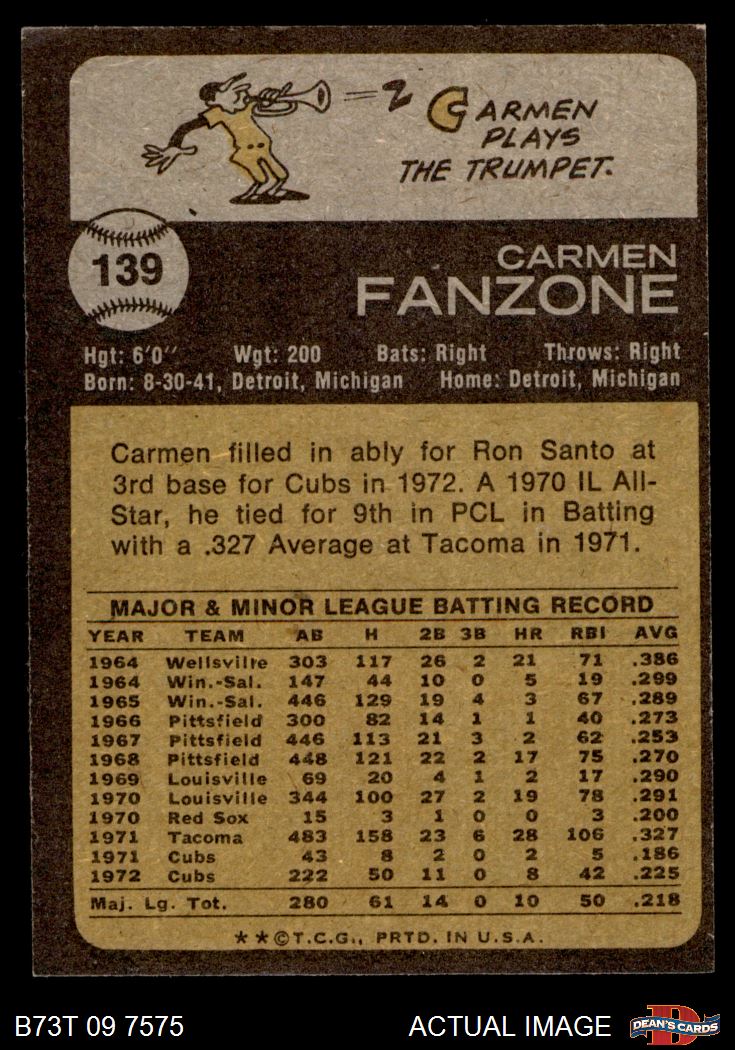 CARMEN
PLAYS
THE TRUMPET.
139
CARMEN
FANZONE
Hgt: 6'0" Wgt: 200 Bats: Right Throws: Right
Born: 8-30-41, Detroit, Michigan Home: Detroit, Michigan
Carmen filled in ably for Ron Santo at
3rd base for Cubs in 1972. A 1970 IL All-
Star, he tied for 9th in PCL in Batting
with a .327 Average at Tacoma in 1971.
MAJOR & MINOR LEAGUE BATTING RECORD
YEAR TEAM AB H 2B 3B HR RBI AVG
1964 Wellsville 303 117 26 2 21 71 .386
1964 Win.-Sal. 147 44 10 0 5 19 .299
1965 Win.-Sal. 446 129 19 4 3 67 .289
1966 Pittsfield 300 82 14 1 1 40 .273
1967 Pittsfield 446 113 21 3 2 62 .253
1968 Pittsfield 448 121 22 2 17 75 .270
1969 Louisville 69 20 4 1 2 17 .290
1970 Louisville 344 100 27 2 19 78 .291
1970 Red Sox 15 3 1 0 0 3 .200
1971 Tacoma 483 158 23 6 28 106 .327
1971 Cubs 43 8 2 0 2 5 .186
1972 Cubs 222 50 11 0 8 42 .225
Maj. Lg. Tot. 280 61 14 0 10 50 .218
**©T.C.G., PRTD. IN U.S.A.
B73T 09 7575 ACTUAL IMAGE D DEAN'S CARDS